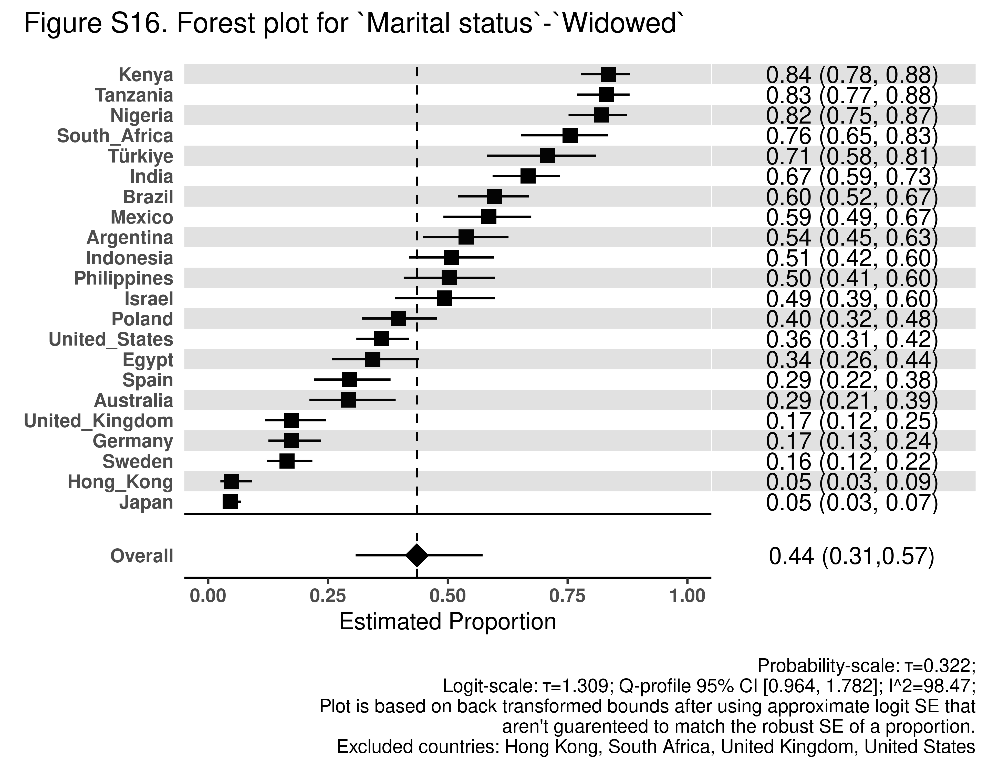 Figure S16. Forest plot for `Marital status`-`Widowed`
Kenya 0.84 (0.78, 0.88)
Tanzania 0.83 (0.77, 0.88)
Nigeria 0.82 (0.75, 0.87)
South_Africa 0.76 (0.65, 0.83)
Türkiye 0.71 (0.58, 0.81)
India 0.67 (0.59, 0.73)
Brazil 0.60 (0.52, 0.67)
Mexico 0.59 (0.49, 0.67)
Argentina 0.54 (0.45, 0.63)
Indonesia 0.51 (0.42, 0.60)
Philippines 0.50 (0.41, 0.60)
Israel 0.49 (0.39, 0.60)
Poland 0.40 (0.32, 0.48)
United_States 0.36 (0.31, 0.42)
Egypt 0.34 (0.26, 0.44)
Spain 0.29 (0.22, 0.38)
Australia 0.29 (0.21, 0.39)
United_Kingdom 0.17 (0.12, 0.25)
Germany 0.17 (0.13, 0.24)
Sweden 0.16 (0.12, 0.22)
Hong_Kong 0.05 (0.03, 0.09)
Japan 0.05 (0.03, 0.07)
Overall 0.44 (0.31,0.57)
0.00 0.25 0.50 0.75 1.00
Estimated Proportion
Probability-scale: τ=0.322;
Logit-scale: τ=1.309; Q-profile 95% CI [0.964, 1.782]; I^2=98.47;
Plot is based on back transformed bounds after using approximate logit SE that
aren't guarenteed to match the robust SE of a proportion.
Excluded countries: Hong Kong, South Africa, United Kingdom, United States